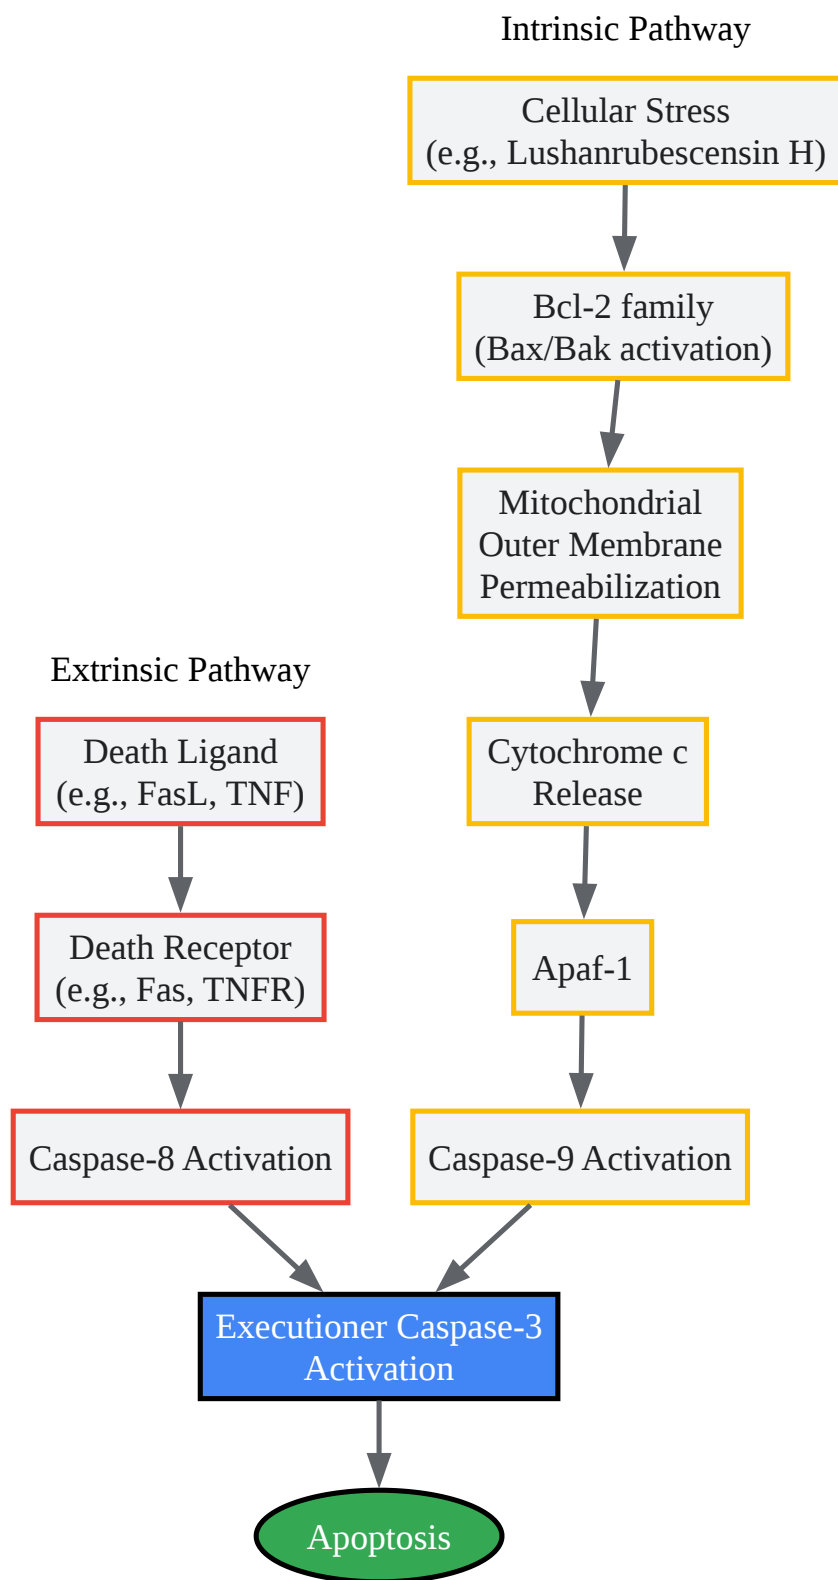 Intrinsic Pathway
Cellular Stress
(e.g., Lushanrubescensin H)
Bcl-2 family
(Bax/Bak activation)
Mitochondrial
Outer Membrane
Permeabilization
Extrinsic Pathway
Death Ligand
(e.g., FasL, TNF)
Cytochrome c
Release
Death Receptor
(e.g., Fas, TNFR)
Apaf-1
Caspase-8 Activation
Caspase-9 Activation
Executioner Caspase-3
Activation
Apoptosis